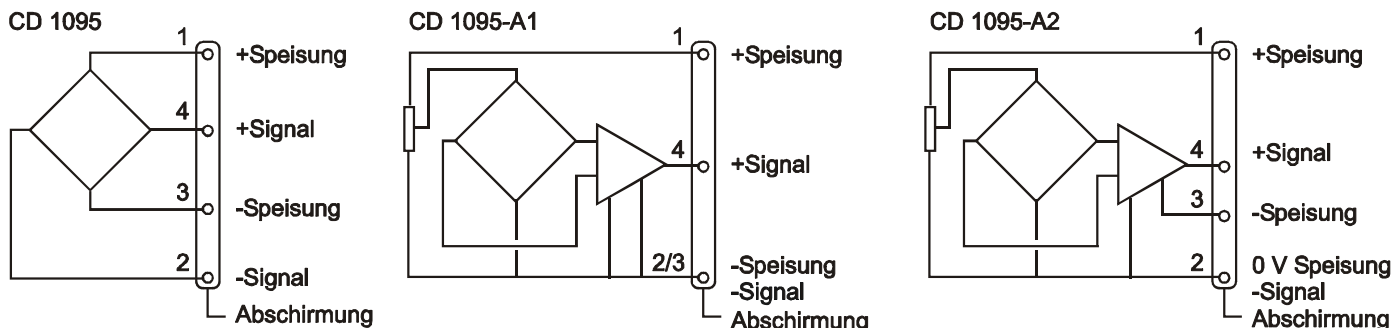 CD 1095
1 +Speisung
4 +Signal
3 -Speisung
2 -Signal
Abschirmung
CD 1095-A1
1 +Speisung
4 +Signal
2/3 -Speisung
-Signal
Abschirmung
CD 1095-A2
1 +Speisung
4 +Signal
3 -Speisung
2 0 V Speisung
-Signal
Abschirmung